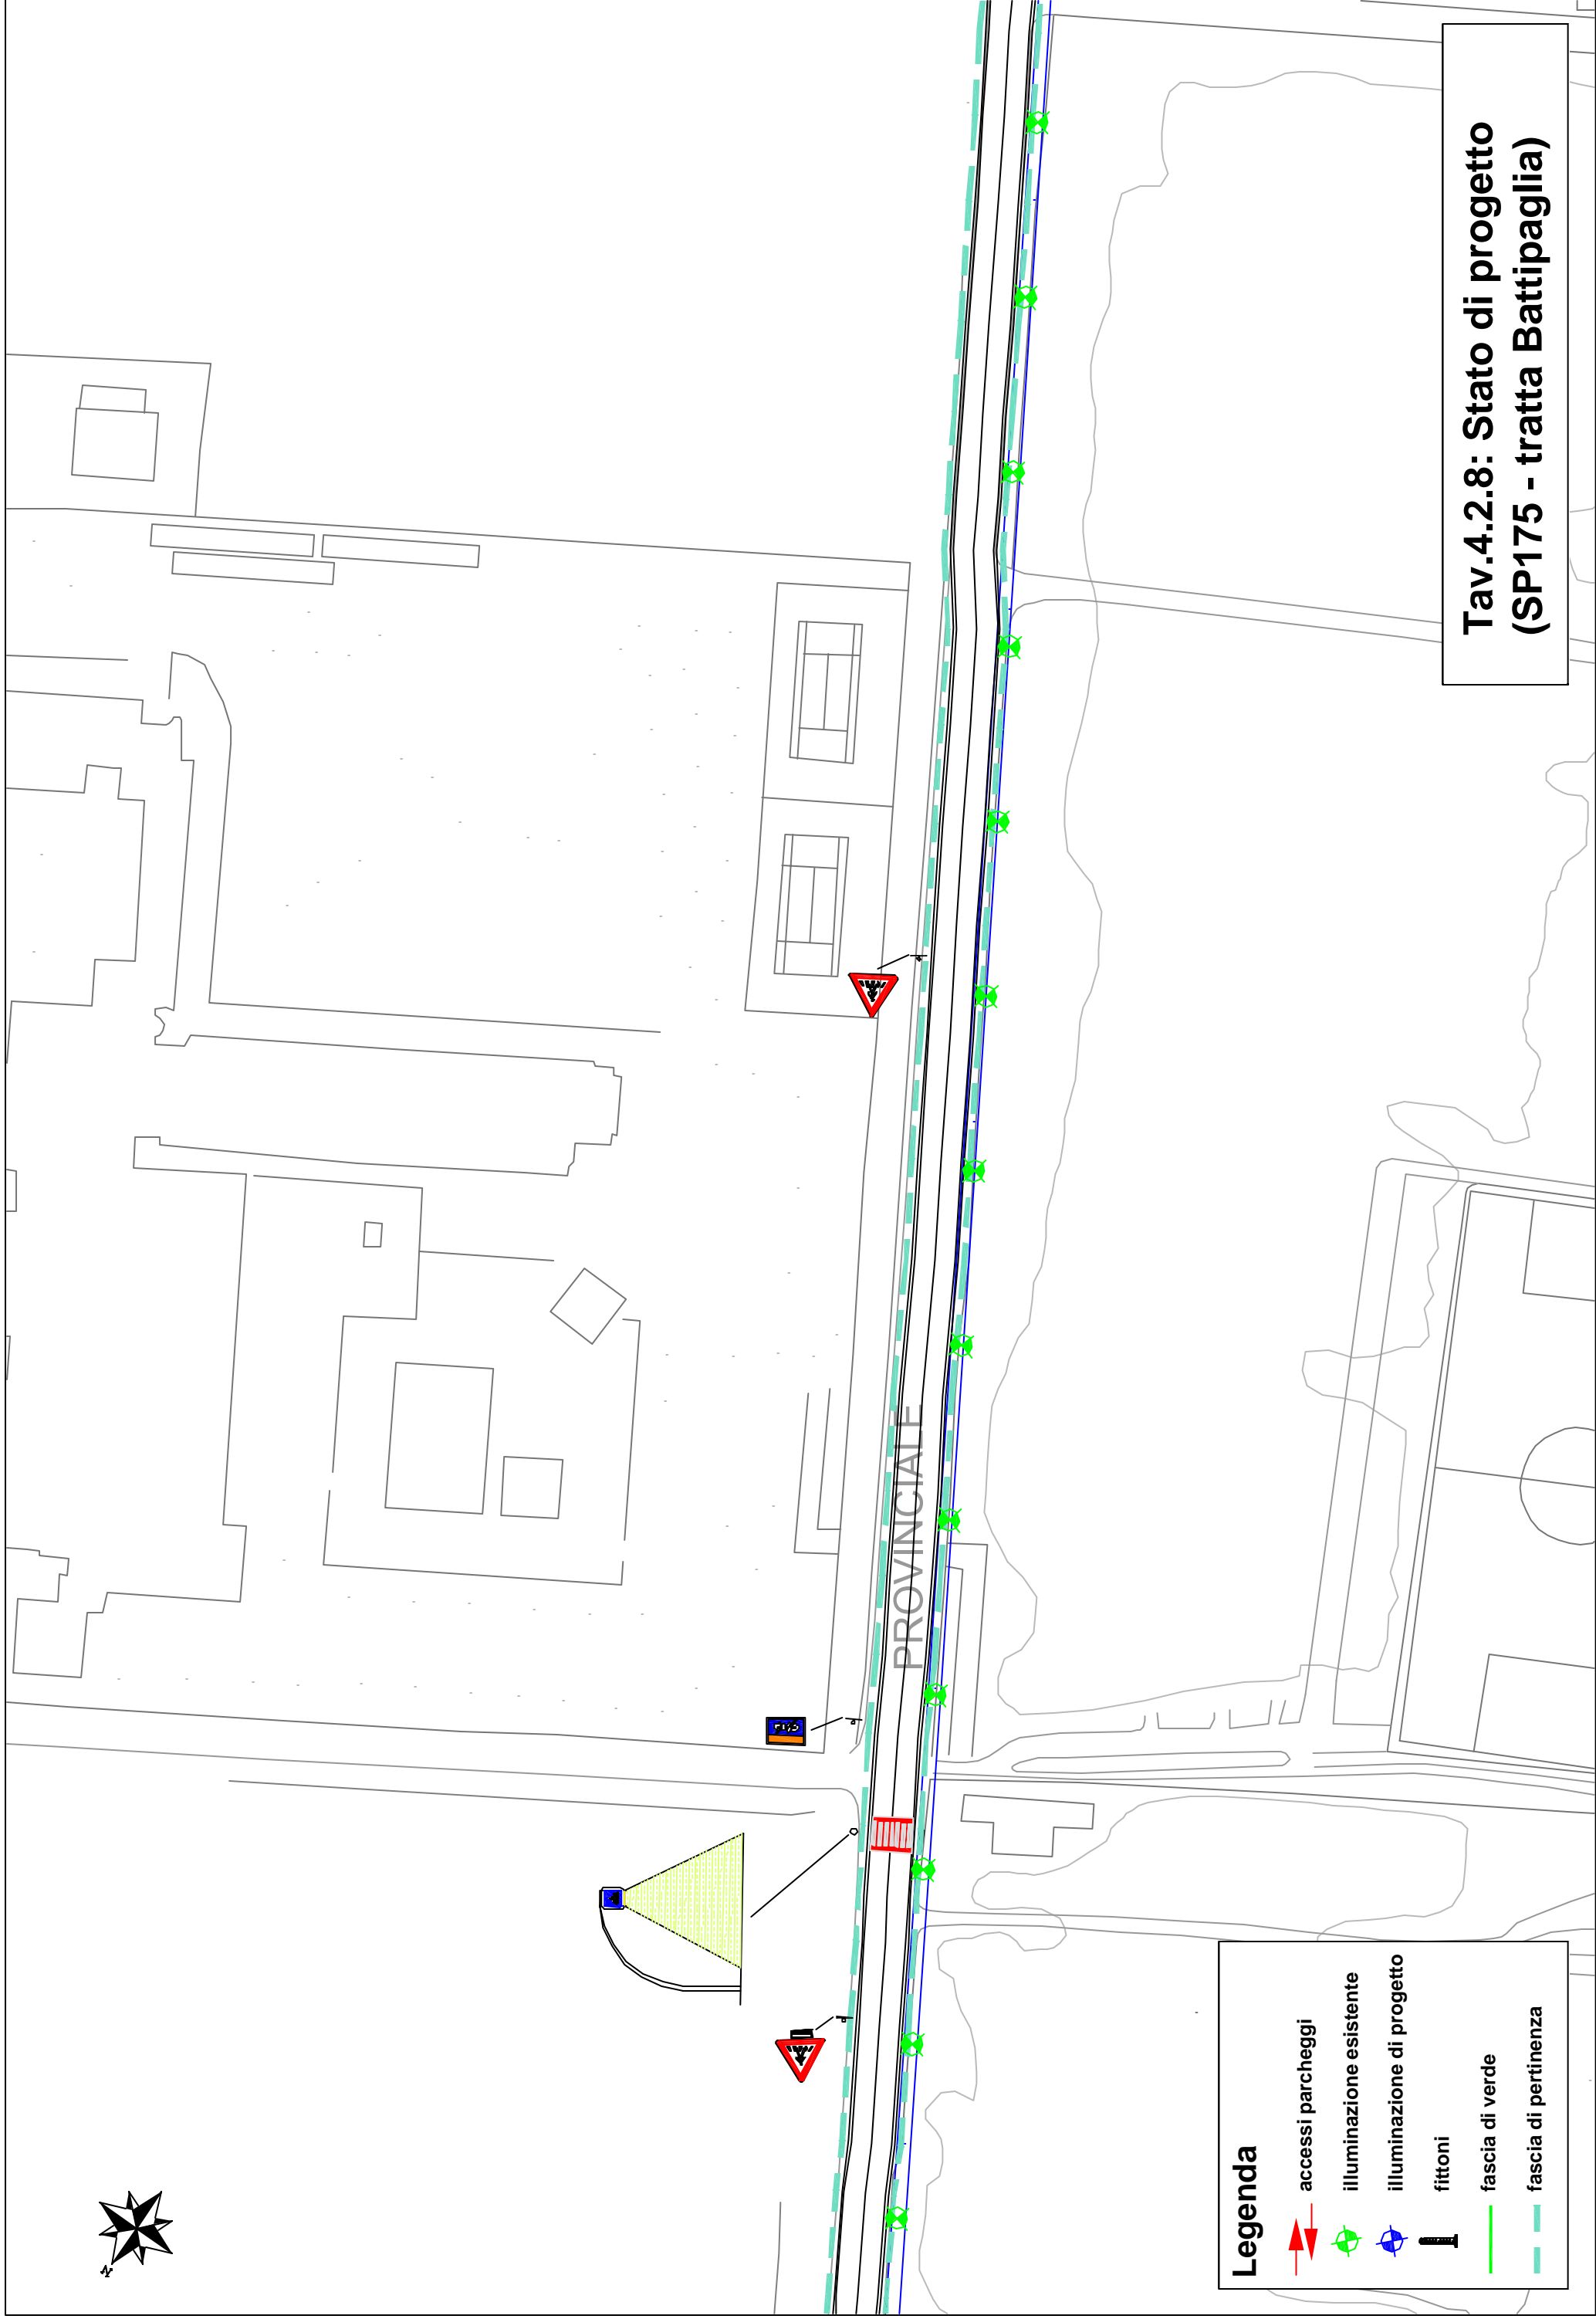 Tav.4.2.8: Stato di progetto
(SP175 - tratta Battipaglia)
PROVINCIALE
N
Legenda
accessi parcheggi
illuminazione esistente
illuminazione di progetto
fittoni
fascia di verde
fascia di pertinenza